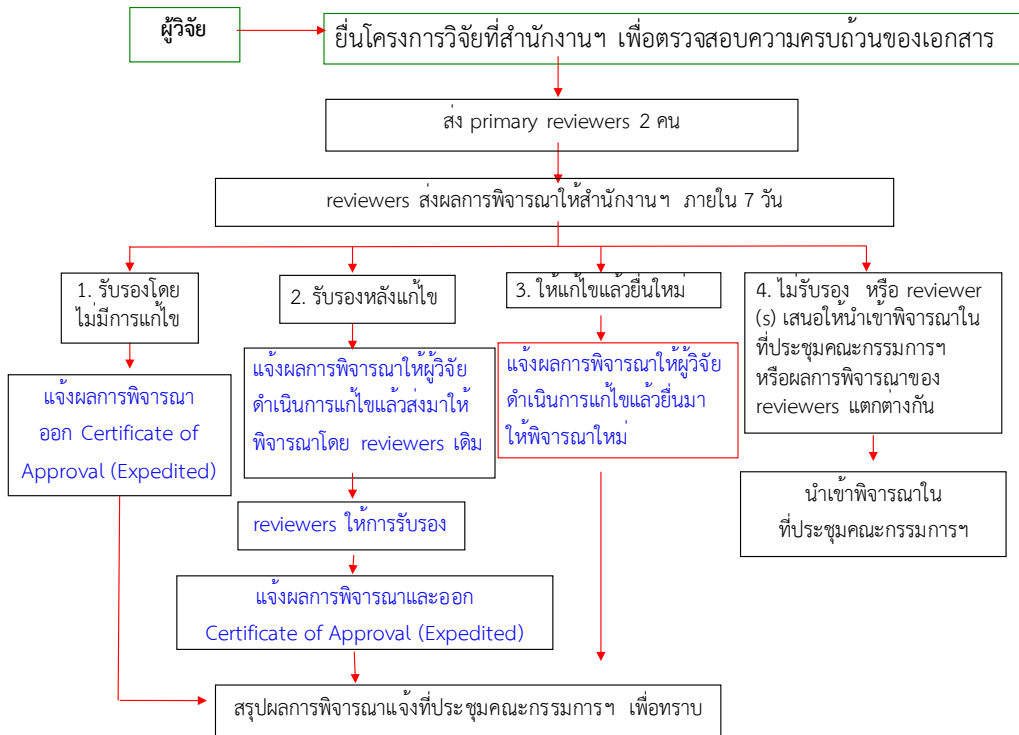 ผู้วิจัย
ยื่นโครงการวิจัยที่สำนักงานฯ เพื่อตรวจสอบความครบถ้วนของเอกสาร
ส่ง primary reviewers 2 คน
reviewers ส่งผลการพิจารณาให้สำนักงานฯ ภายใน 7 วัน
1. รับรองโดย
ไม่มีการแก้ไข
2. รับรองหลังแก้ไข
3. ให้แก้ไขแล้วยื่นใหม่
4. ไม่รับรอง หรือ reviewer
(s) เสนอให้นำเข้าพิจารณาใน
ที่ประชุมคณะกรรมการฯ
หรือผลการพิจารณาของ
reviewers แตกต่างกัน
แจ้งผลการพิจารณา
ออก Certificate of
Approval (Expedited)
แจ้งผลการพิจารณาให้ผู้วิจัย
ดำเนินการแก้ไขแล้วส่งมาให้
พิจารณาโดย reviewers เดิม
แจ้งผลการพิจารณาให้ผู้วิจัย
ดำเนินการแก้ไขแล้วยื่นมา
ให้พิจารณาใหม่
นำเข้าพิจารณาใน
ที่ประชุมคณะกรรมการฯ
reviewers ให้การรับรอง
แจ้งผลการพิจารณาและออก
Certificate of Approval (Expedited)
สรุปผลการพิจารณาแจ้งที่ประชุมคณะกรรมการฯ เพื่อทราบ